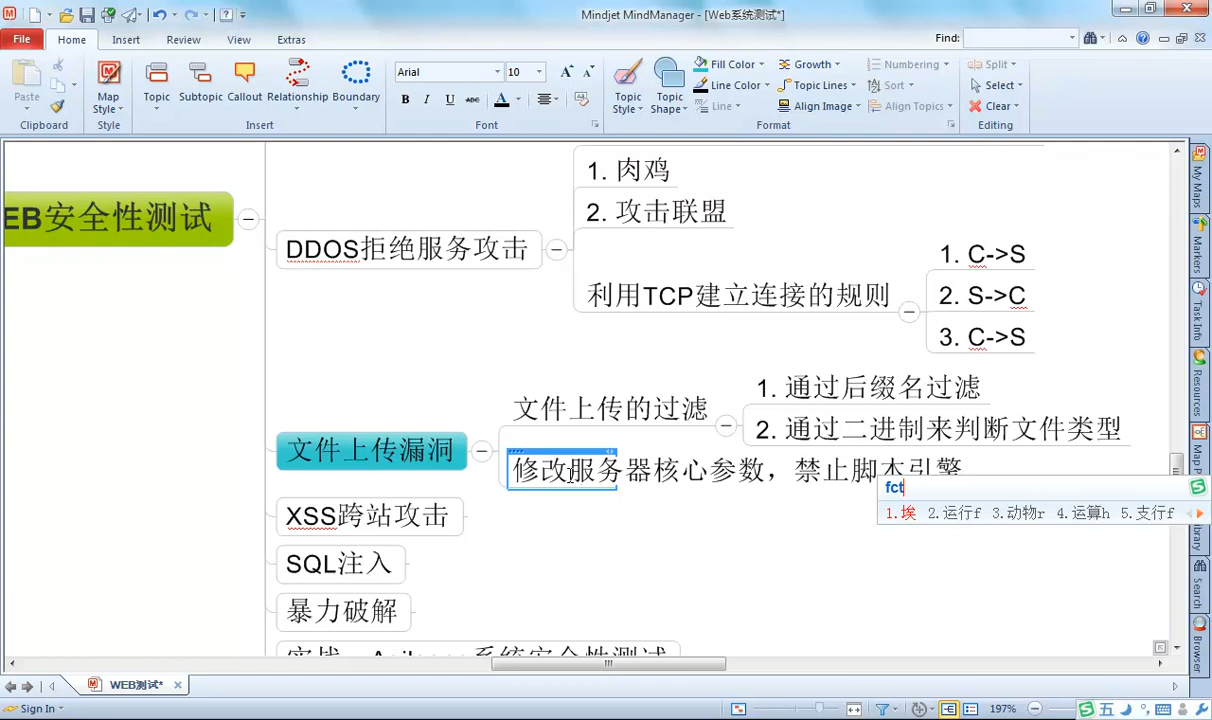 Mindjet MindManager - [Web系统测试*]
File Home Insert Review View Extras Find:
Paste Map Style Topic Subtopic Callout Relationship Boundary Arial 10 B I U abc A Topic Style Topic Shape Fill Color Growth Numbering Split
Line Color Topic Lines Sort Select
Line Align Image Align Topics Clear
Clipboard Style Insert Font Format Editing
EB安全性测试
1. 肉鸡
2. 攻击联盟
DDOS拒绝服务攻击
利用TCP建立连接的规则
1. C->S
2. S->C
3. C->S
文件上传漏洞
文件上传的过滤
1. 通过后缀名过滤
2. 通过二进制来判断文件类型
修改服务器核心参数，禁止脚本引擎
fct
1.埃 2.运行f 3.动物r 4.运算h 5.支行f
XSS跨站攻击
SQL注入
暴力破解
My Maps
Markers
Task Info
Resources
Library
Search
Browser
WEB测试*
Sign In 197% 五